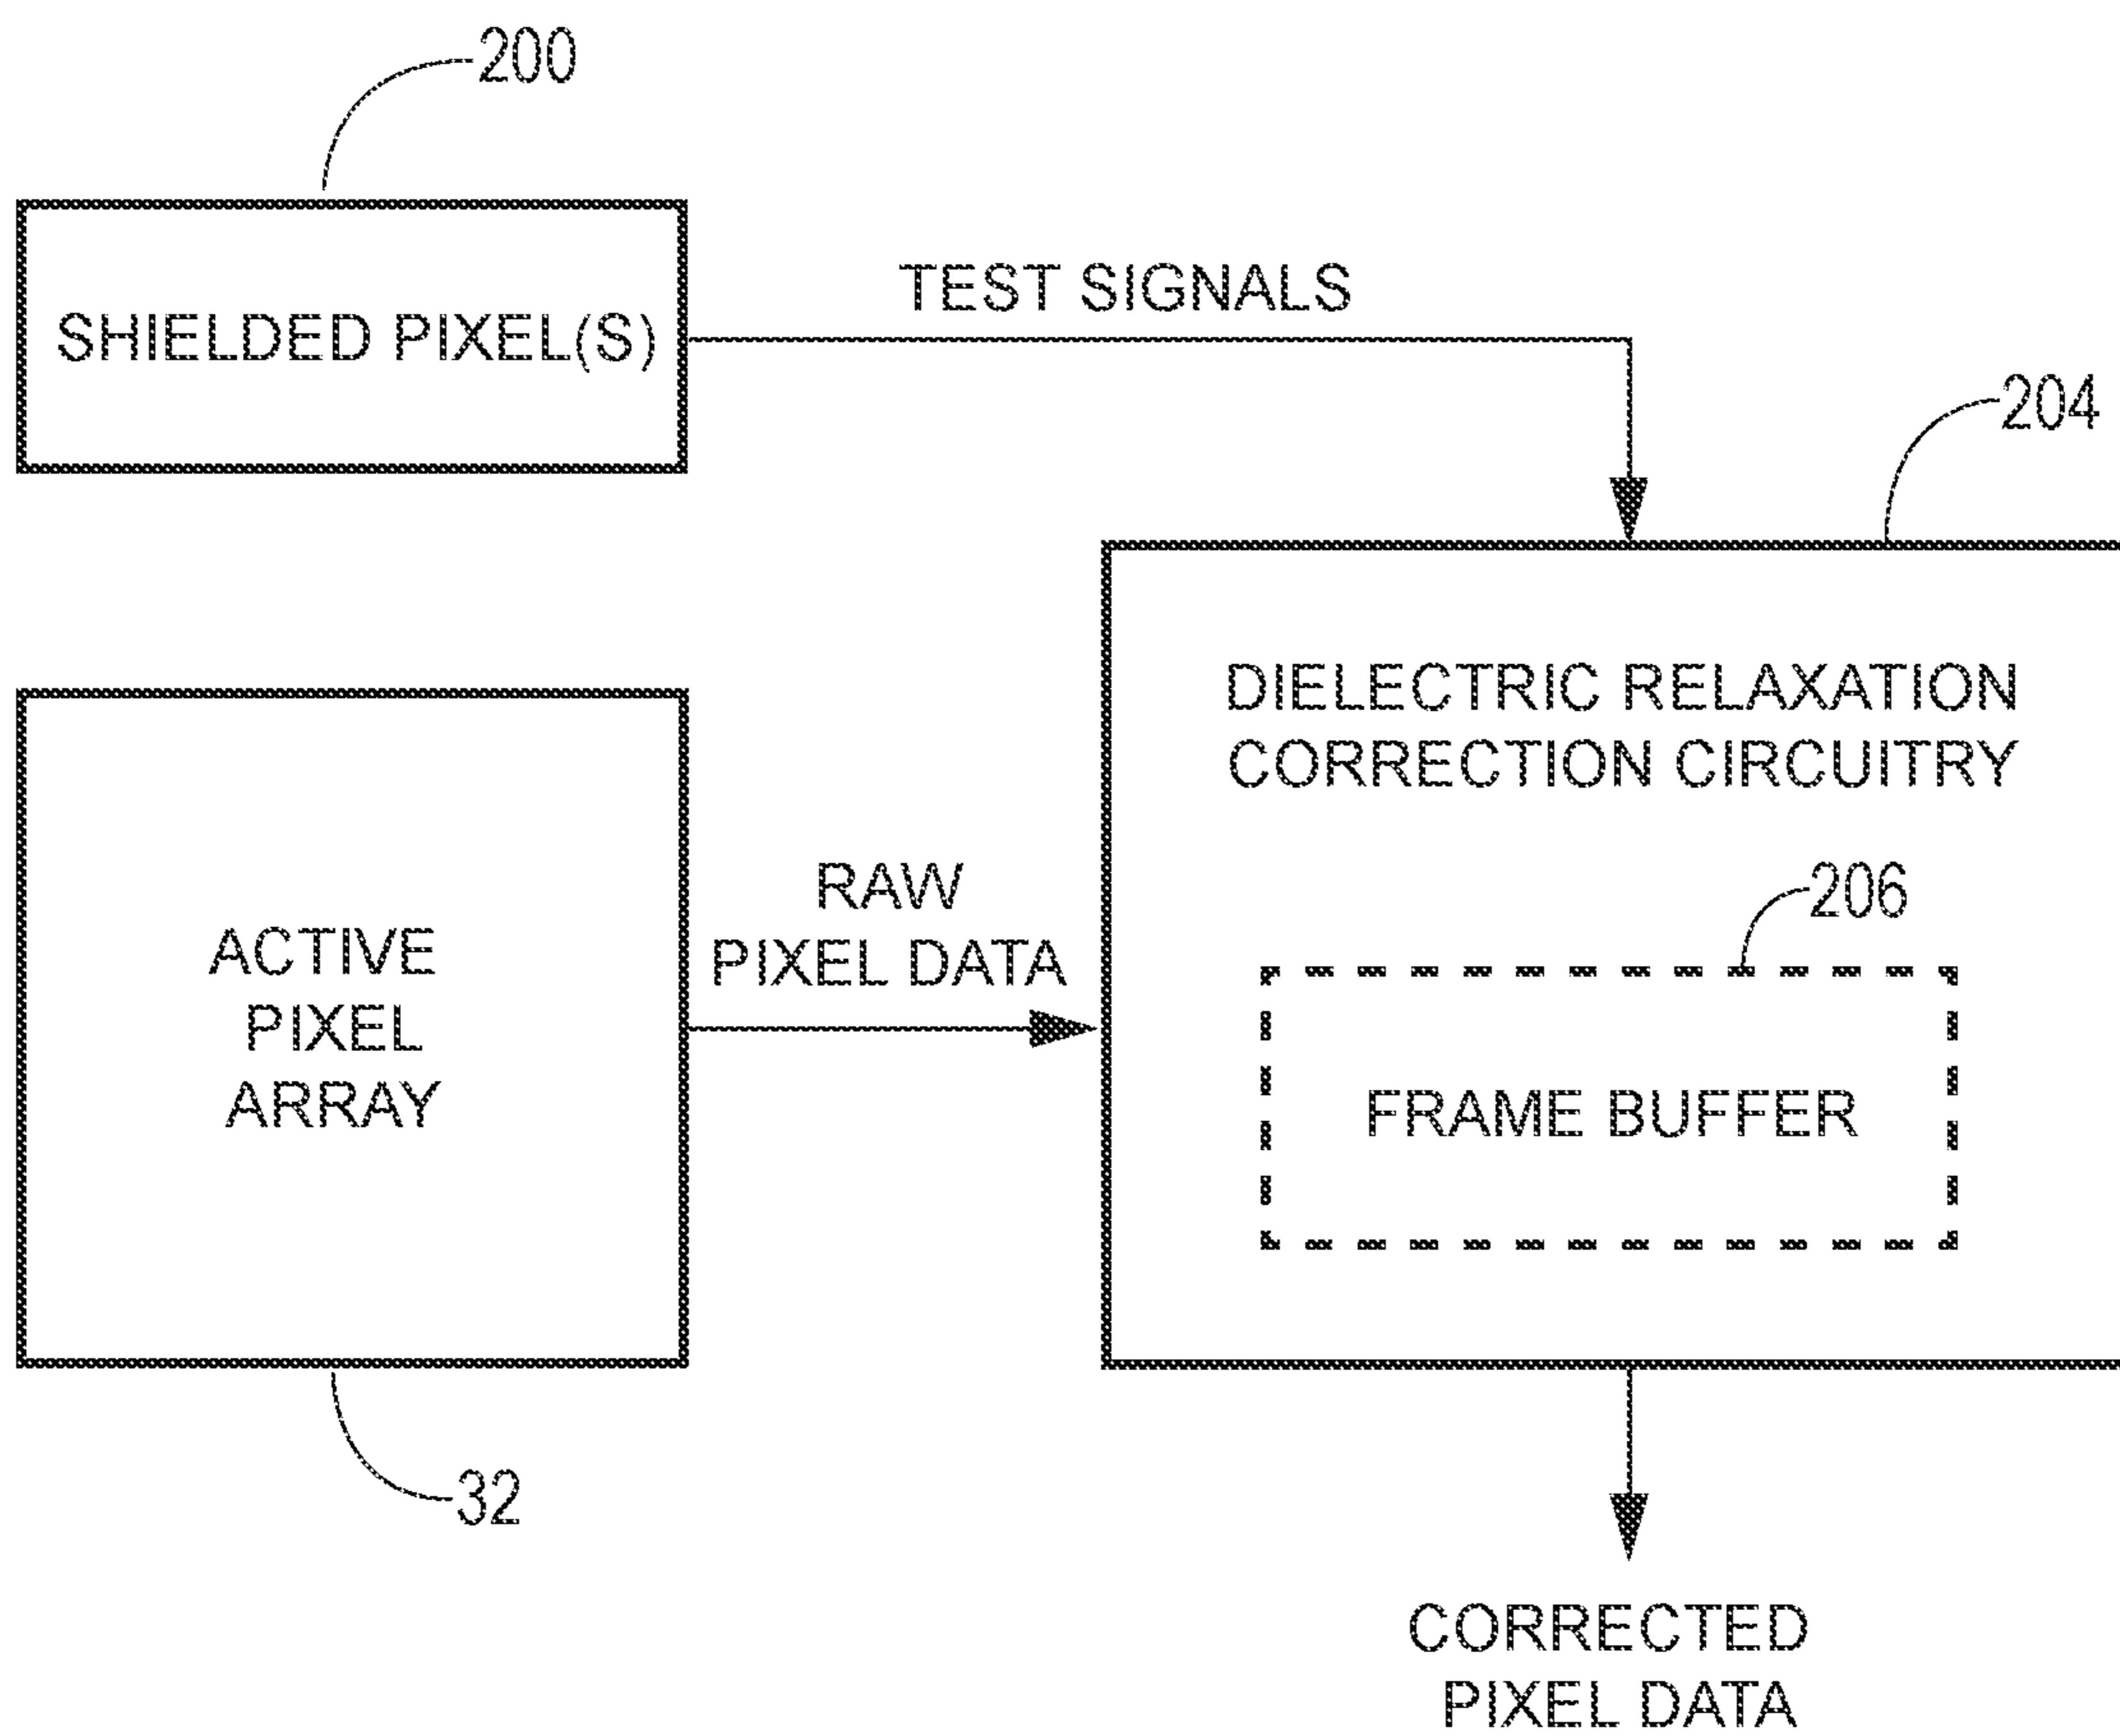 200
SHIELDED PIXEL(S)
TEST SIGNALS
204
DIELECTRIC RELAXATION
CORRECTION CIRCUITRY
RAW
PIXEL DATA
206
ACTIVE
PIXEL
ARRAY
FRAME BUFFER
32
CORRECTED
PIXEL DATA